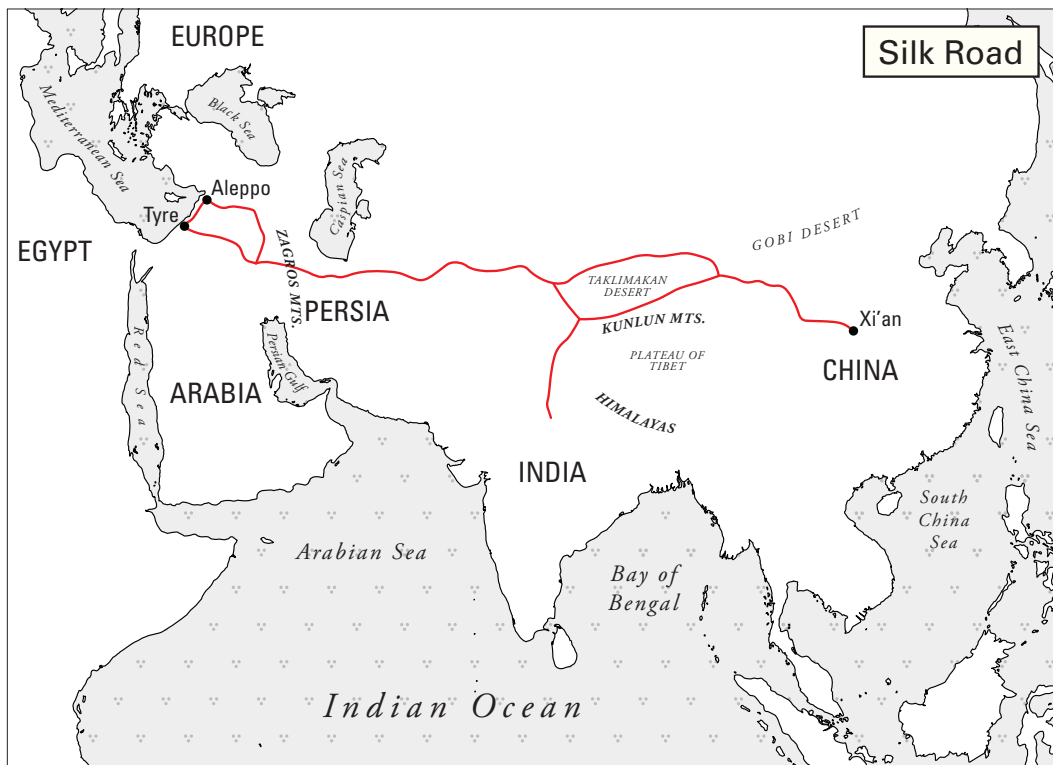 EUROPE
Silk Road
Mediterranean Sea
Black Sea
Caspian Sea
Aleppo
Tyre
EGYPT
ZAGROS MTS.
GOBI DESERT
TAKLIMAKAN
DESERT
PERSIA
KUNLUN MTS.
Xi'an
Red Sea
Persian Gulf
PLATEAU OF
TIBET
CHINA
East China Sea
ARABIA
HIMALAYAS
INDIA
South
China
Sea
Arabian Sea
Bay of
Bengal
Indian Ocean